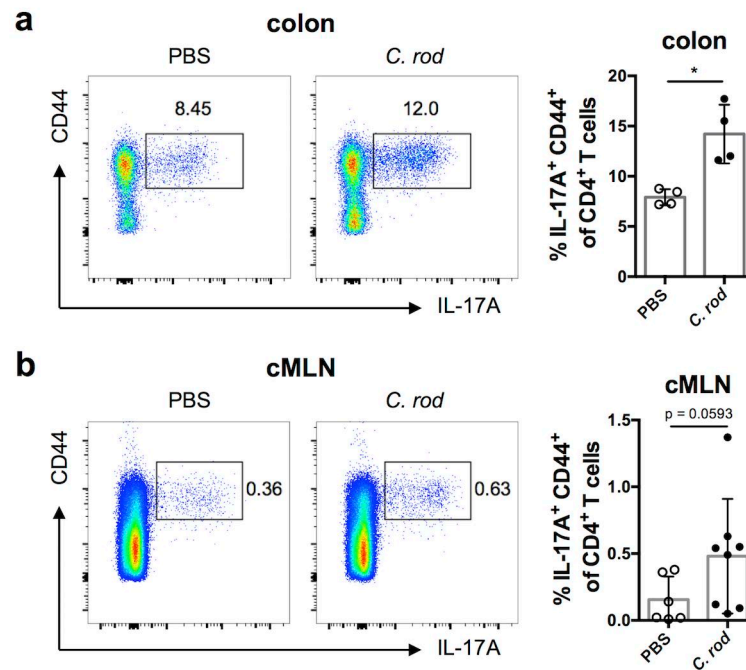 a
colon
PBS
C. rod
CD44
8.45
12.0
IL-17A
colon
*
% IL-17A⁺ CD44⁺
of CD4⁺ T cells
20
15
10
5
0
PBS
C. rod
b
cMLN
PBS
C. rod
CD44
0.36
0.63
IL-17A
cMLN
p = 0.0593
% IL-17A⁺ CD44⁺
of CD4⁺ T cells
1.5
1.0
0.5
0.0
PBS
C. rod